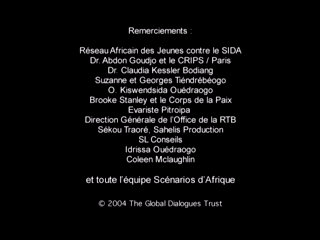 Remerciements :
Réseau Africain des Jeunes contre le SIDA
Dr. Abdon Goudjo et le CRIPS / Paris
Dr. Claudia Kessler Bodiang
Suzanne et Georges Tiéndrébéogo
O. Kiswendsida Ouédraogo
Brooke Stanley et le Corps de la Paix
Evariste Pitroipa
Direction Générale de l'Office de la RTB
Sékou Traoré, Sahelis Production
SL Conseils
Idrissa Ouédraogo
Coleen Mclaughlin
et toute l'équipe Scénarios d'Afrique
© 2004 The Global Dialogues Trust